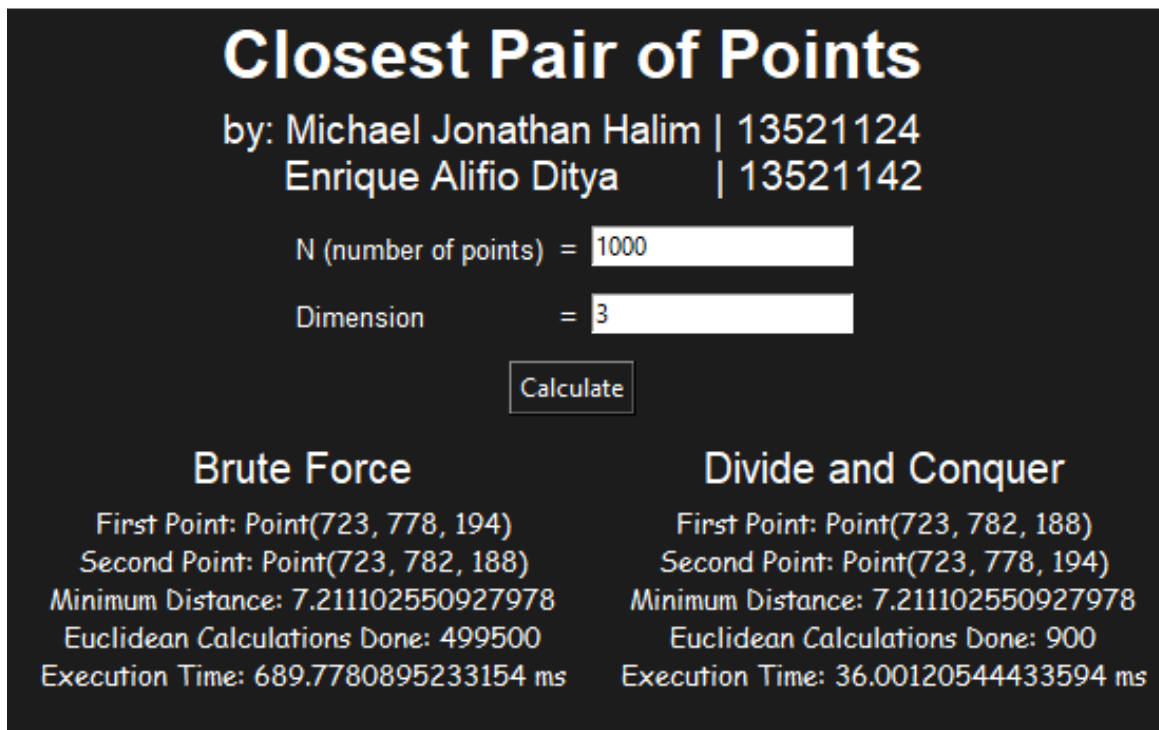 Closest Pair of Points
by: Michael Jonathan Halim | 13521124
Enrique Alifio Ditya | 13521142
N (number of points) = 1000
Dimension = 3
Calculate
Brute Force
First Point: Point(723, 778, 194)
Second Point: Point(723, 782, 188)
Minimum Distance: 7.211102550927978
Euclidean Calculations Done: 499500
Execution Time: 689.7780895233154 ms
Divide and Conquer
First Point: Point(723, 782, 188)
Second Point: Point(723, 778, 194)
Minimum Distance: 7.211102550927978
Euclidean Calculations Done: 900
Execution Time: 36.00120544433594 ms